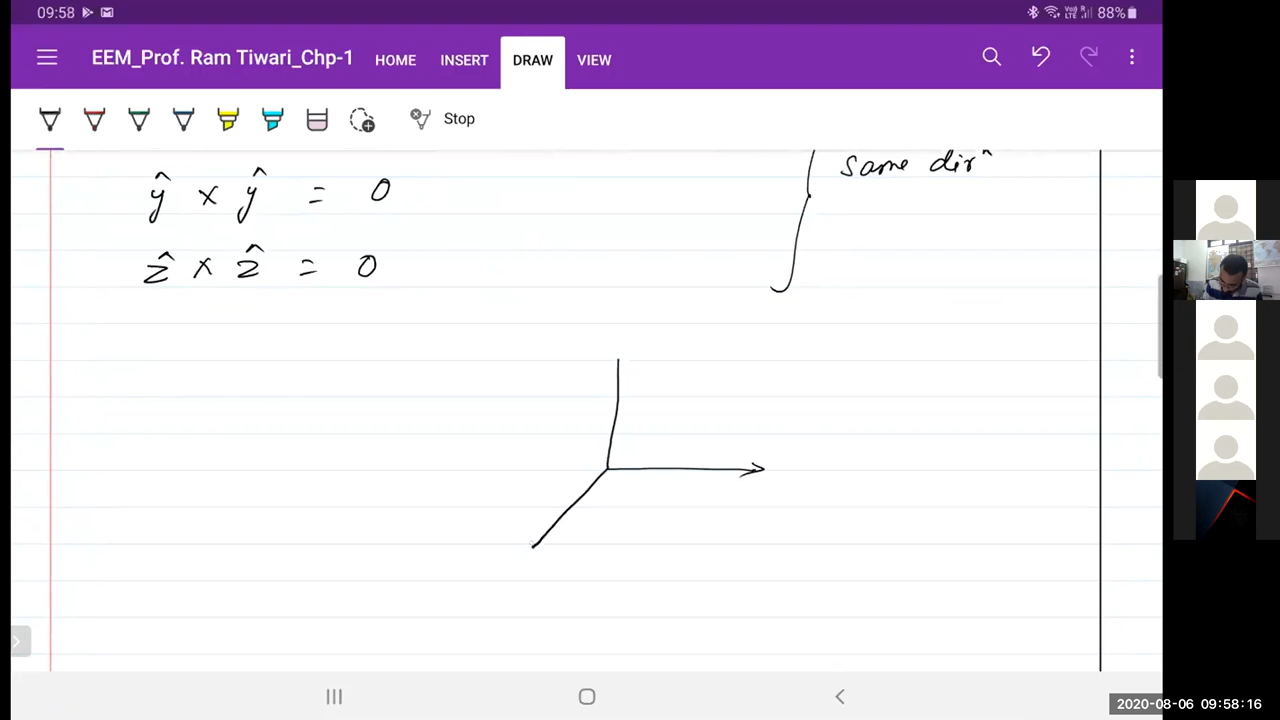 09:58 88%
EEM_Prof. Ram Tiwari_Chp-1 HOME INSERT DRAW VIEW
Stop
same dirⁿ
ŷ × ŷ = 0
ẑ × ẑ = 0
2020-08-06 09:58:16